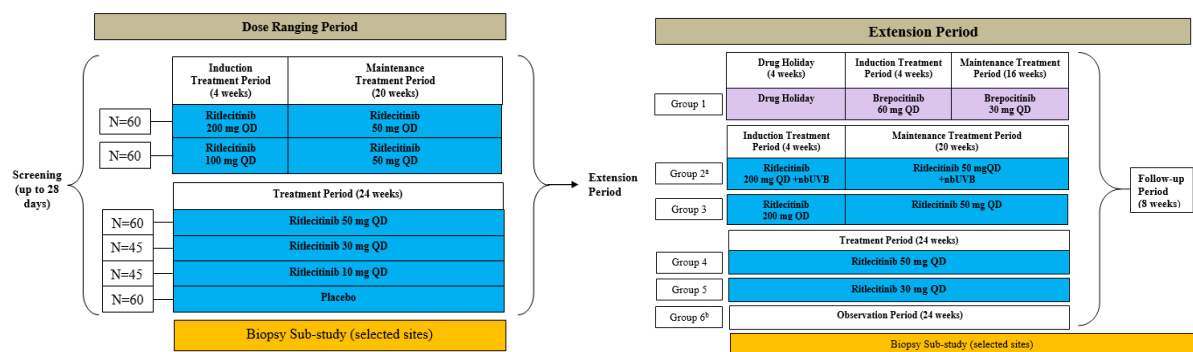 Dose Ranging Period
Induction
Treatment Period
(4 weeks)
Maintenance
Treatment Period
(20 weeks)
N=60
Ritlecitinib
200 mg QD
Ritlecitinib
50 mg QD
N=60
Ritlecitinib
100 mg QD
Ritlecitinib
50 mg QD
Screening
(up to 28
days)
Treatment Period (24 weeks)
N=60
Ritlecitinib 50 mg QD
N=45
Ritlecitinib 30 mg QD
N=45
Ritlecitinib 10 mg QD
N=60
Placebo
Biopsy Sub-study (selected sites)
Extension
Period
Extension Period
Drug Holiday
(4 weeks)
Induction Treatment
Period (4 weeks)
Maintenance Treatment
Period (16 weeks)
Group 1
Drug Holiday
Brepocitinib
60 mg QD
Brepocitinib
30 mg QD
Induction Treatment
Period (4 weeks)
Maintenance Treatment Period
(20 weeks)
Group 2ª
Ritlecitinib
200 mg QD +nbUVB
Ritlecitinib 50 mgQD
+nbUVB
Group 3
Ritlecitinib
200 mg OD
Ritlecitinib 50 mg QD
Treatment Period (24 weeks)
Group 4
Ritlecitinib 50 mg QD
Group 5
Ritlecitinib 30 mg QD
Group 6ᵇ
Observation Period (24 weeks)
Biopsy Sub-study (selected sites)
Follow-up
Period
(8 weeks)